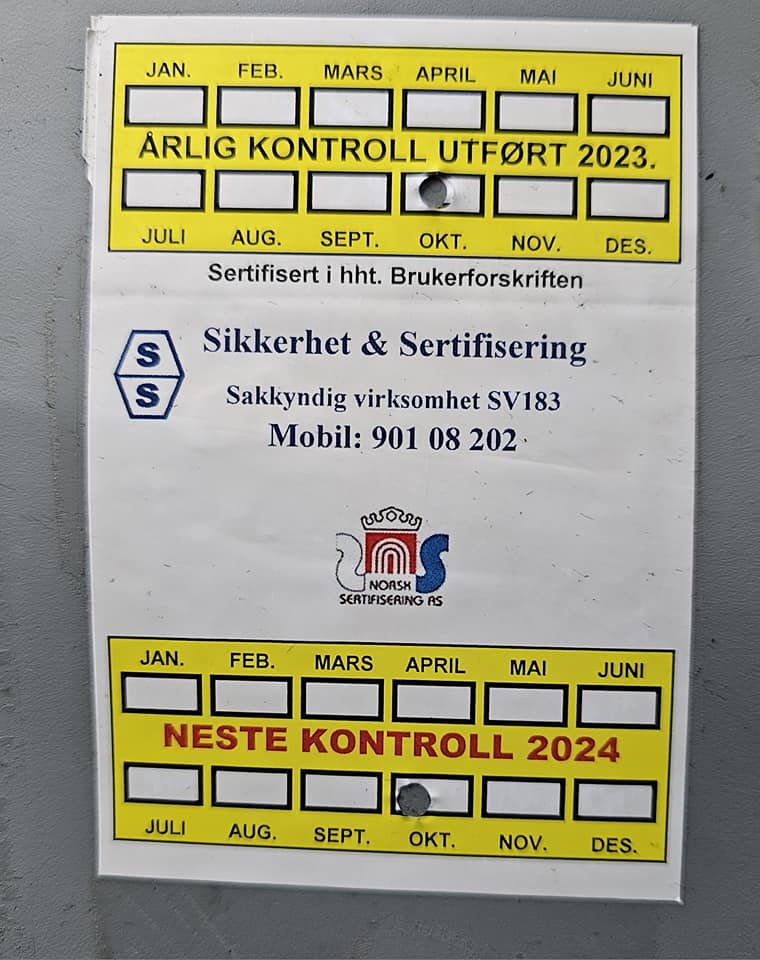 JAN. FEB. MARS APRIL MAI JUNI
ÅRLIG KONTROLL UTFØRT 2023.
JULI AUG. SEPT. OKT. NOV. DES.
Sertifisert i hht. Brukerforskriften
S
S
Sikkerhet & Sertifisering
Sakkyndig virksomhet SV183
Mobil: 901 08 202
NORSK
SERTIFISERING AS
JAN. FEB. MARS APRIL MAI JUNI
NESTE KONTROLL 2024
JULI AUG. SEPT. OKT. NOV. DES.